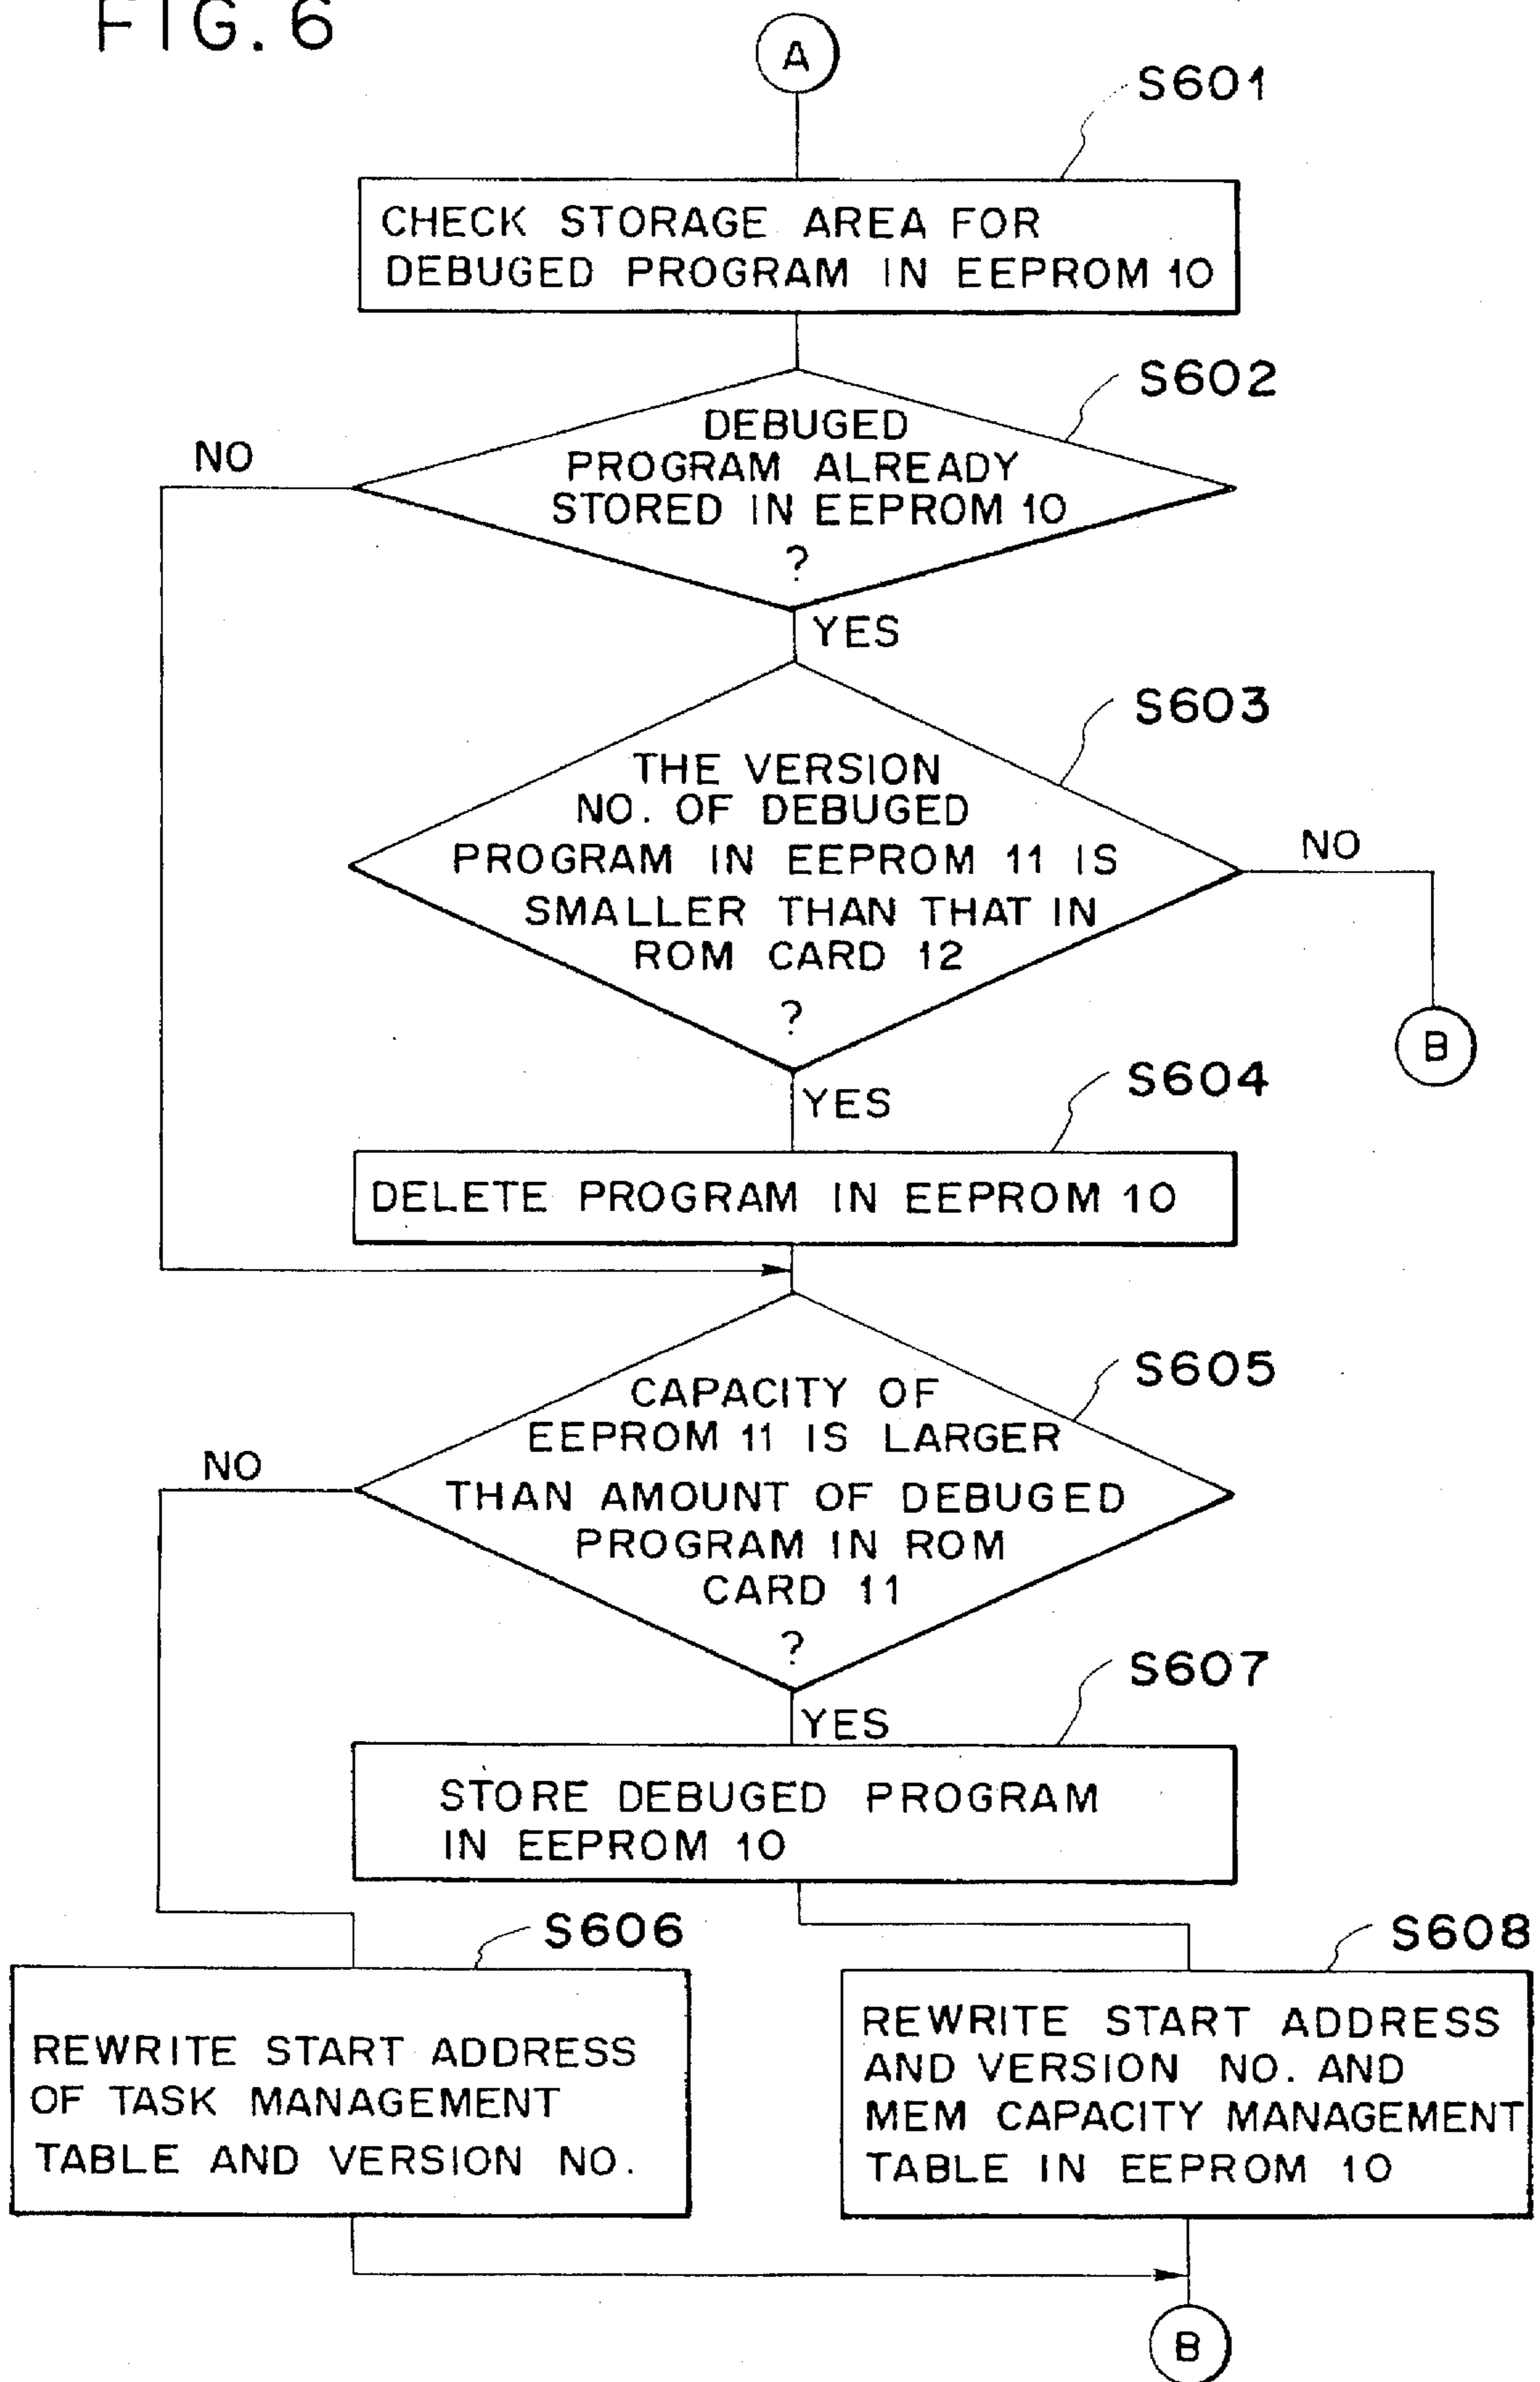 FIG. 6
A
S601
CHECK STORAGE AREA FOR
DEBUGED PROGRAM IN EEPROM 10
S602
DEBUGED
PROGRAM ALREADY
STORED IN EEPROM 10
?
NO
YES
S603
THE VERSION
NO. OF DEBUGED
PROGRAM IN EEPROM 11 IS
SMALLER THAN THAT IN
ROM CARD 12
?
NO
B
YES
S604
DELETE PROGRAM IN EEPROM 10
S605
CAPACITY OF
EEPROM 11 IS LARGER
THAN AMOUNT OF DEBUGED
PROGRAM IN ROM
CARD 11
?
NO
YES
S607
STORE DEBUGED PROGRAM
IN EEPROM 10
S606
REWRITE START ADDRESS
OF TASK MANAGEMENT
TABLE AND VERSION NO.
S608
REWRITE START ADDRESS
AND VERSION NO. AND
MEM CAPACITY MANAGEMENT
TABLE IN EEPROM 10
B